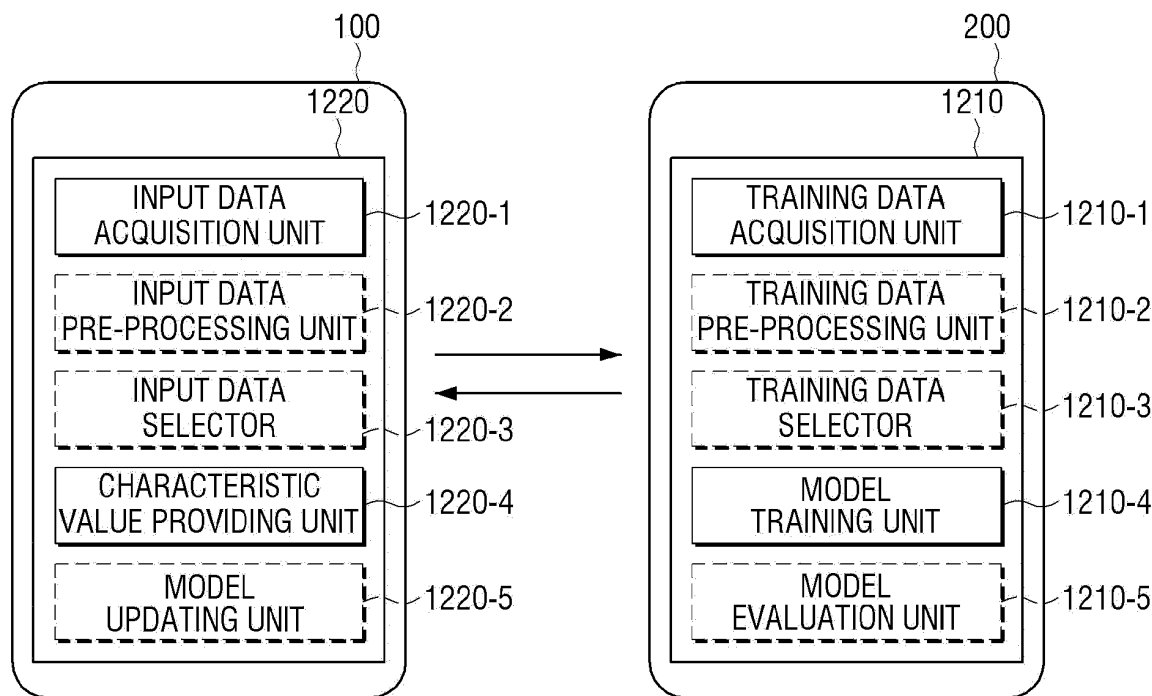 100
1220
INPUT DATA
ACQUISITION UNIT
1220-1
INPUT DATA
PRE-PROCESSING UNIT
1220-2
INPUT DATA
SELECTOR
1220-3
CHARACTERISTIC
VALUE PROVIDING UNIT
1220-4
MODEL
UPDATING UNIT
1220-5
200
1210
TRAINING DATA
ACQUISITION UNIT
1210-1
TRAINING DATA
PRE-PROCESSING UNIT
1210-2
TRAINING DATA
SELECTOR
1210-3
MODEL
TRAINING UNIT
1210-4
MODEL
EVALUATION UNIT
1210-5